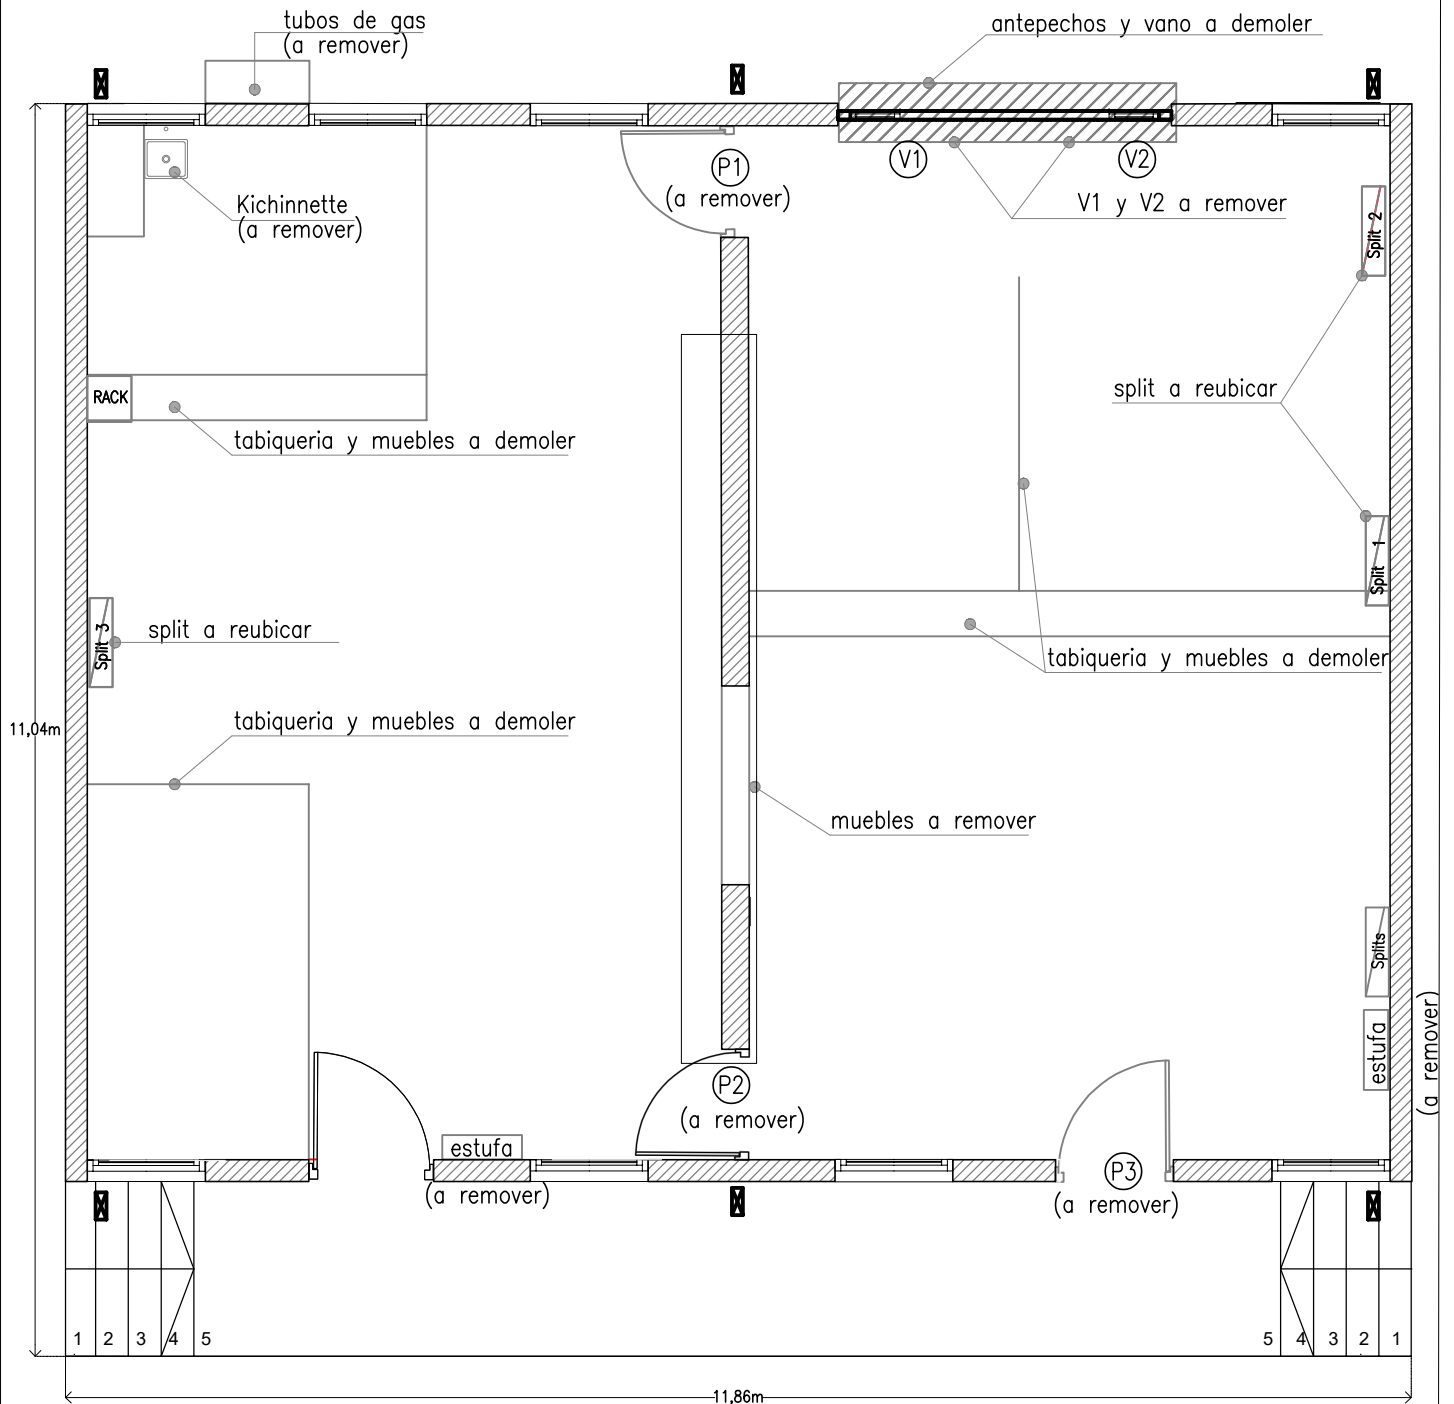 tubos de gas
(a remover)
antepechos y vano a demoler
P1
(a remover)
V1
V2
V1 y V2 a remover
Kichinnette
(a remover)
Split 2
RACK
split a reubicar
tabiqueria y muebles a demoler
Split 1
Split 3
split a reubicar
tabiqueria y muebles a demoler
11,04m
tabiqueria y muebles a demoler
muebles a remover
Splits
estufa
(a remover)
P2
(a remover)
estufa
(a remover)
P3
(a remover)
1 2 3 4 5
5 4 3 2 1
11,86m